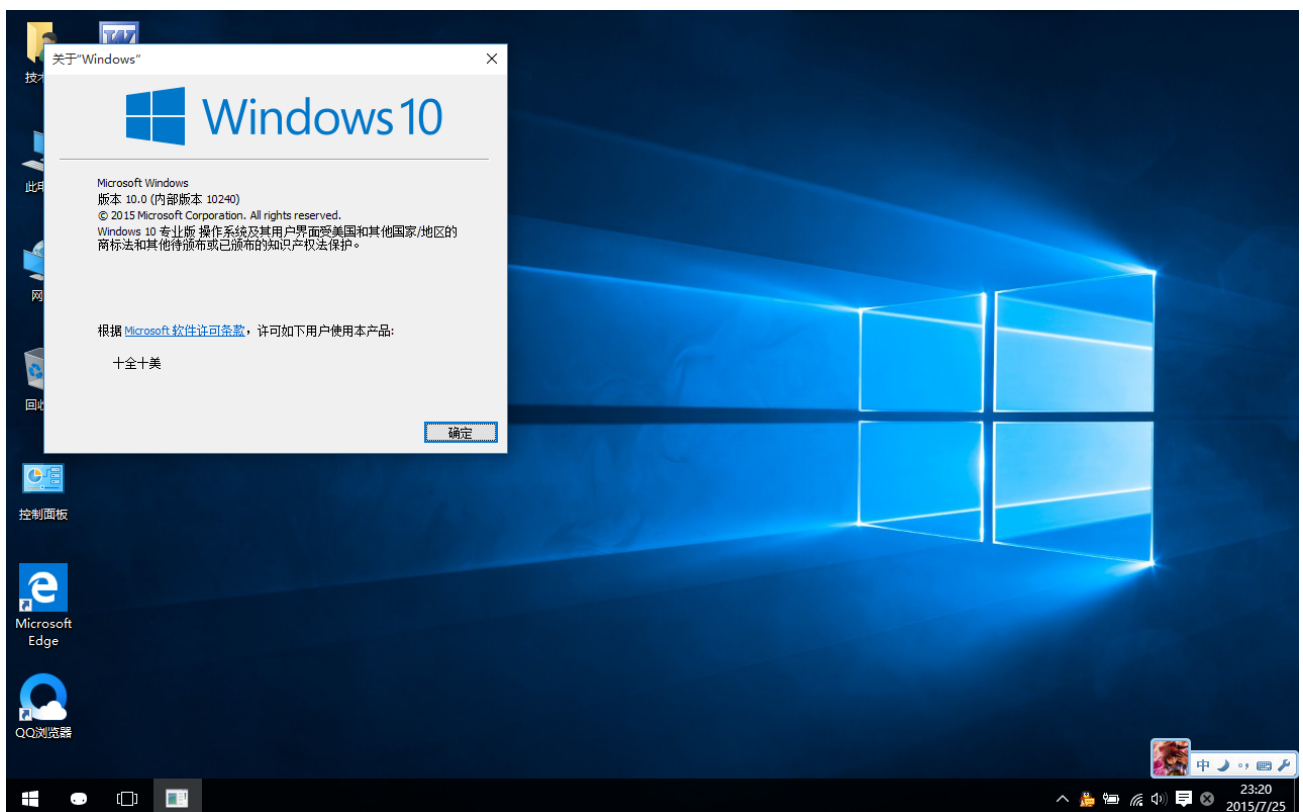 关于"Windows"
Windows 10
Microsoft Windows
版本 10.0 (内部版本 10240)
© 2015 Microsoft Corporation. All rights reserved.
Windows 10 专业版 操作系统及其用户界面受美国和其他国家/地区的
商标法和其他待颁布或已颁布的知识产权法保护。
根据 Microsoft 软件许可条款，许可如下用户使用本产品:
十全十美
确定
技
此
网
回
控制面板
Microsoft
Edge
QQ浏览器
中
23:20
2015/7/25